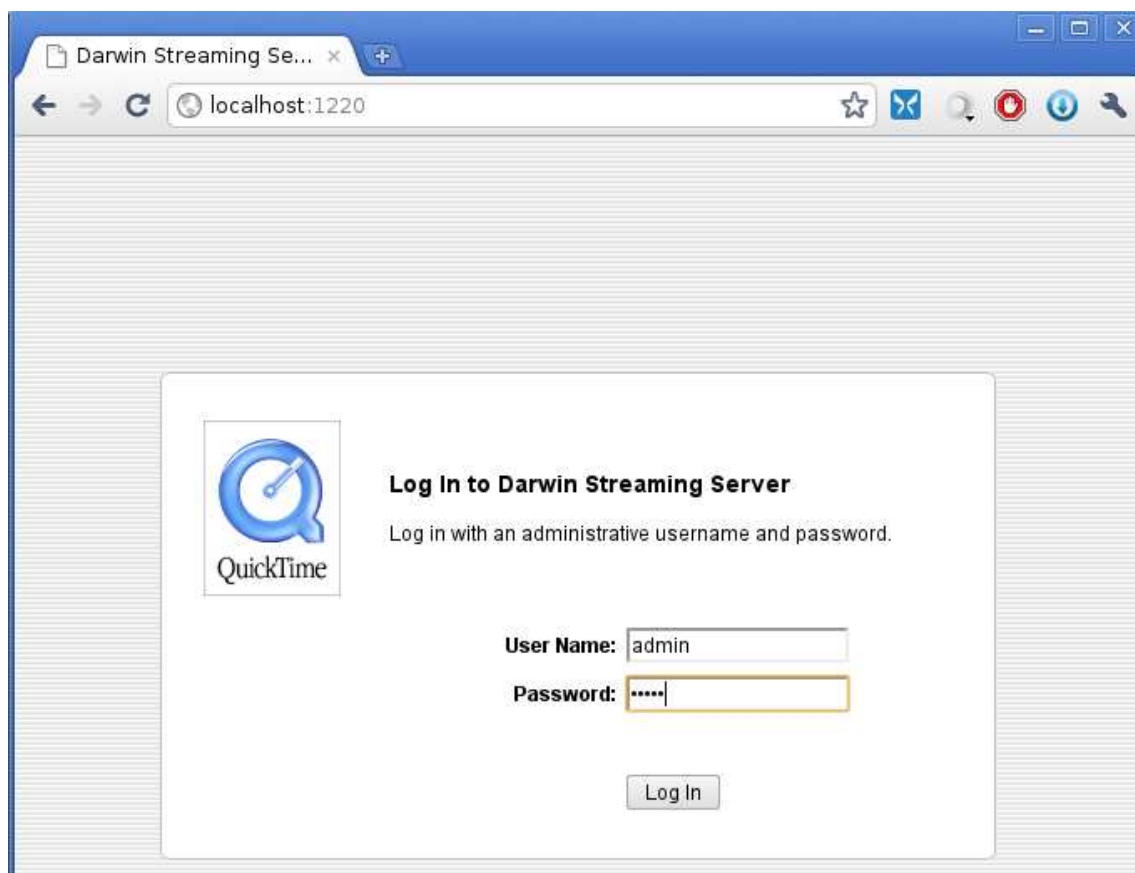 Darwin Streaming Se...
localhost:1220
QuickTime
Log In to Darwin Streaming Server
Log in with an administrative username and password.
User Name: admin
Password: •••••
Log In